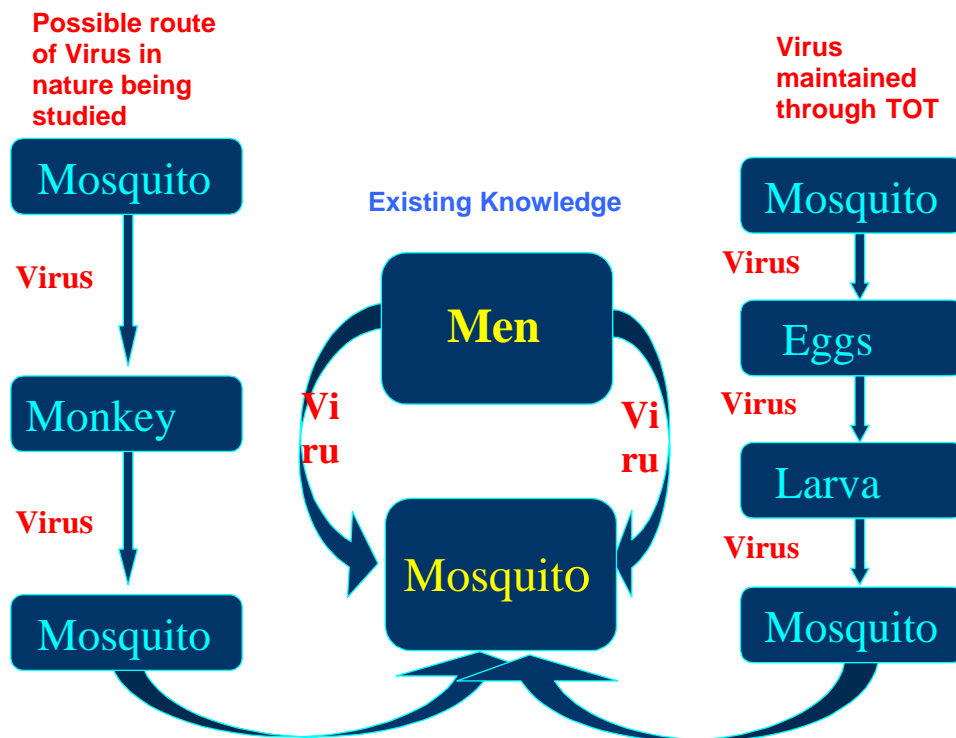 Possible route
of Virus in
nature being
studied
Mosquito
Virus
Monkey
Virus
Mosquito
Existing Knowledge
Men
Vi
ru
Vi
ru
Mosquito
Virus
maintained
through TOT
Mosquito
Virus
Eggs
Virus
Larva
Virus
Mosquito